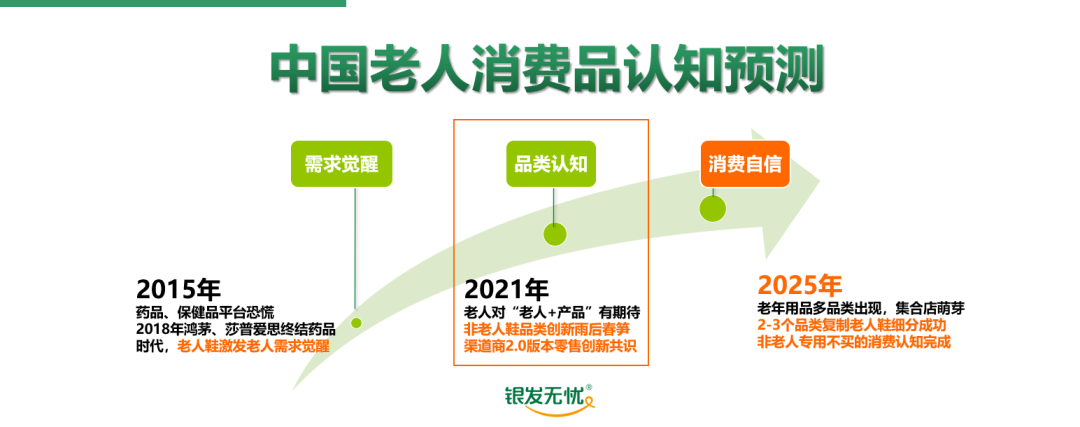 中国老人消费品认知预测
需求觉醒
品类认知
消费自信
2015年
药品、保健品平台恐慌
2018年鸿茅、莎普爱思终结药品
时代，老人鞋激发老人需求觉醒
2021年
老人对“老人+产品”有期待
非老人鞋品类创新雨后春笋
渠道商2.0版本零售创新共识
2025年
老年用品多品类出现，集合店萌芽
2-3个品类复制老人鞋细分成功
非老人专用不买的消费认知完成
银发无忧®